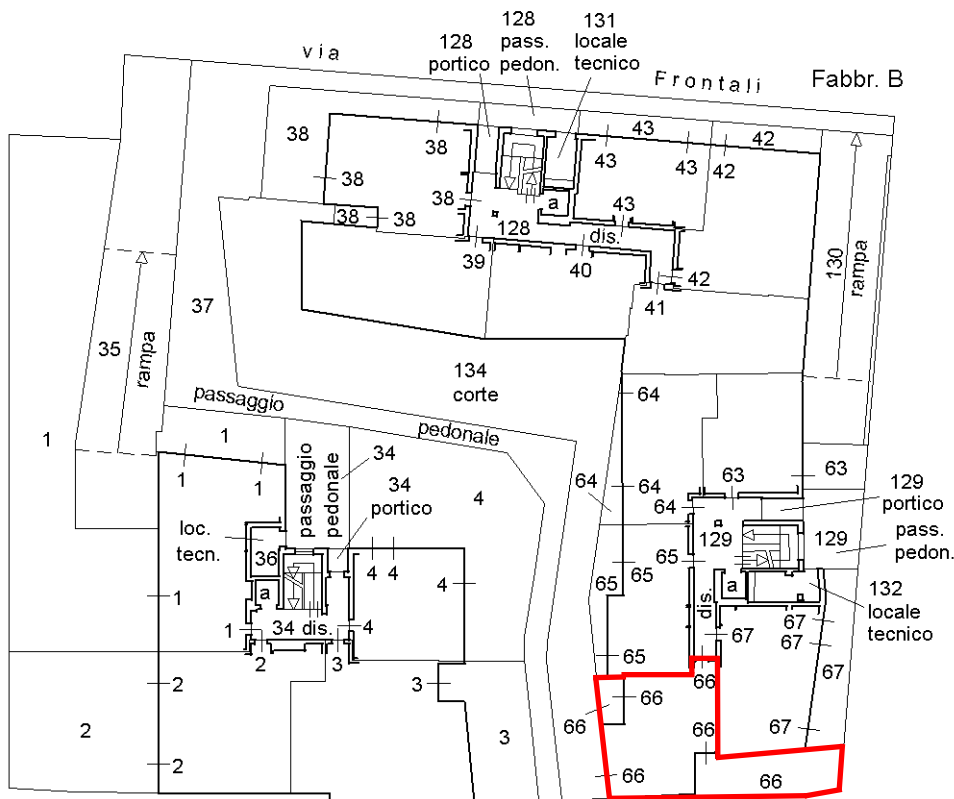 via Frontali Fabbr. B
128
pass.
pedon.
131
locale
tecnico
128
portico
38
38
38
38
38
38
43
43
43
43
42
42
a
128
dis.
39
40
41
42
130
rampa
37
35
rampa
134
corte
passaggio
pedonale
1
1
1
1
passaggio
pedonale
34
34
portico
4
loc.
tecn.
36
a
4
4
4
1
1
34 dis.
4
2
3
2
2
2
3
3
64
64
64
64
63
63
129
portico
129
129
pass.
pedon.
65
65
65
65
dis.
a
132
locale
tecnico
67
67
67
67
67
66
66
66
66
66
66